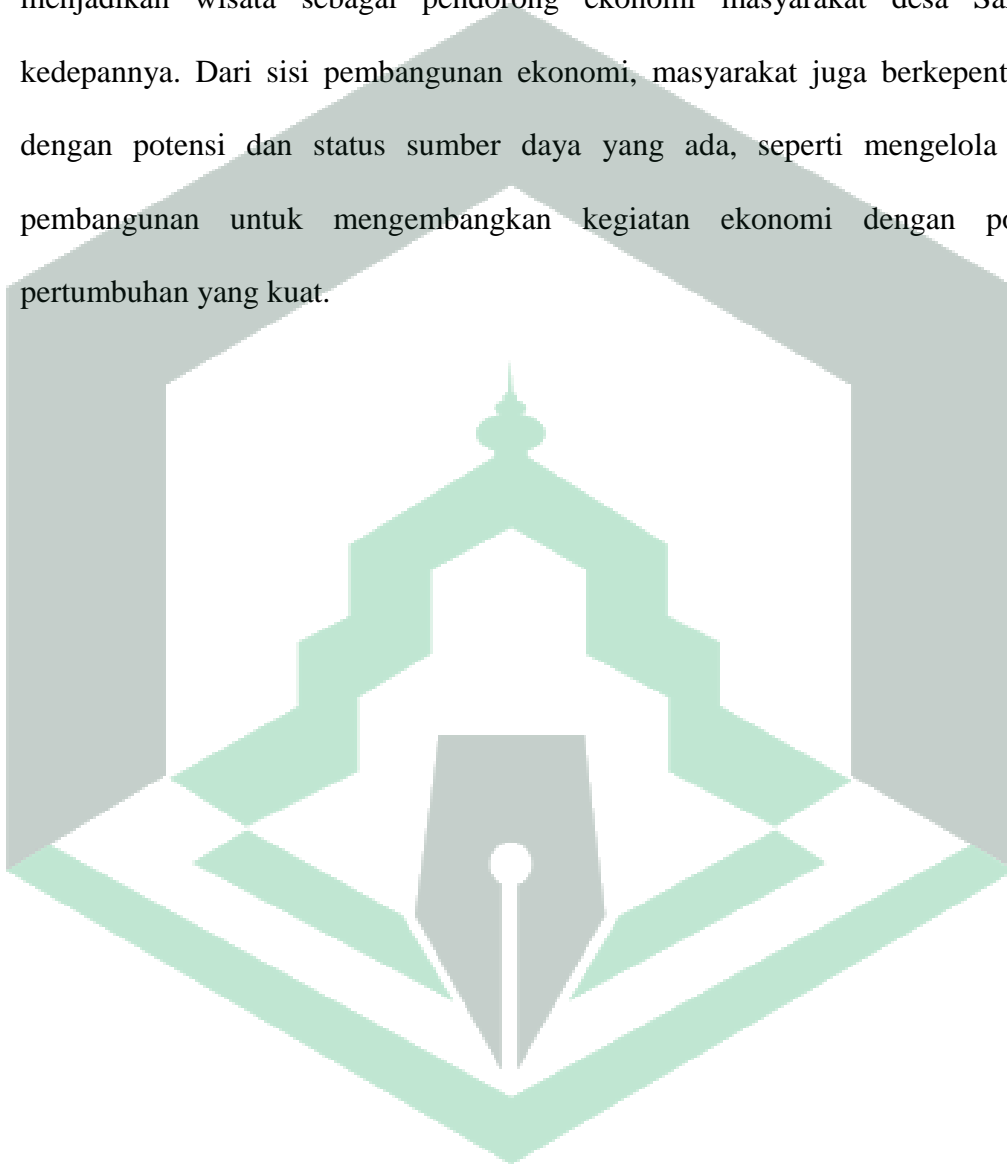 menjadikan wisata sebagai pendorong ekonomi masyarakat desa
kedepannya. Dari sisi pembangunan ekonomi, masyarakat juga
dengan potensi dan status sumber daya yang ada, seperti mengelola
pembangunan untuk mengembangkan kegiatan ekonomi dengan
pertumbuhan yang kuat.